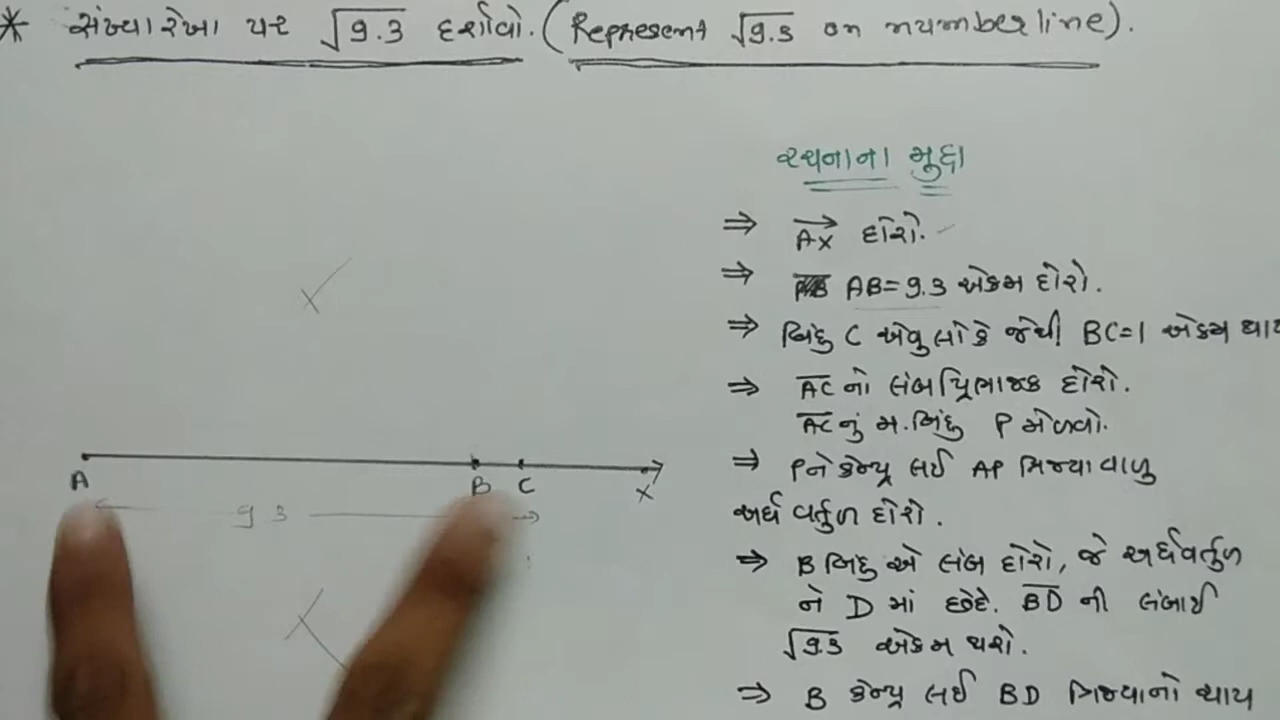 * સંખ્યારેખા પર √9.3 દર્શાવો. (Represent √9.3 on number line).
રચનાના મુદ્દા
⇒ AX દોરો.
⇒ AB = 9.3 એકમ દોરો.
⇒ બિંદુ C એવુ લો કે જેથી BC=1 એકમ થાય
⇒ AC નો લંબદ્વિભાજક દોરો.
AC નું મ.બિંદુ P મેળવો.
⇒ P ને કેન્દ્ર લઈ AP ત્રિજ્યા વાળુ
અર્ધ વર્તુળ દોરો.
⇒ B બિંદુ એ લંબ દોરો, જે અર્ધવર્તુળ
ને D માં છેદે. BD ની લંબાઈ
√9.3 એકમ થશે.
⇒ B કેન્દ્ર લઈ BD ત્રિજ્યાનો ચાપ
A B C X
9 3